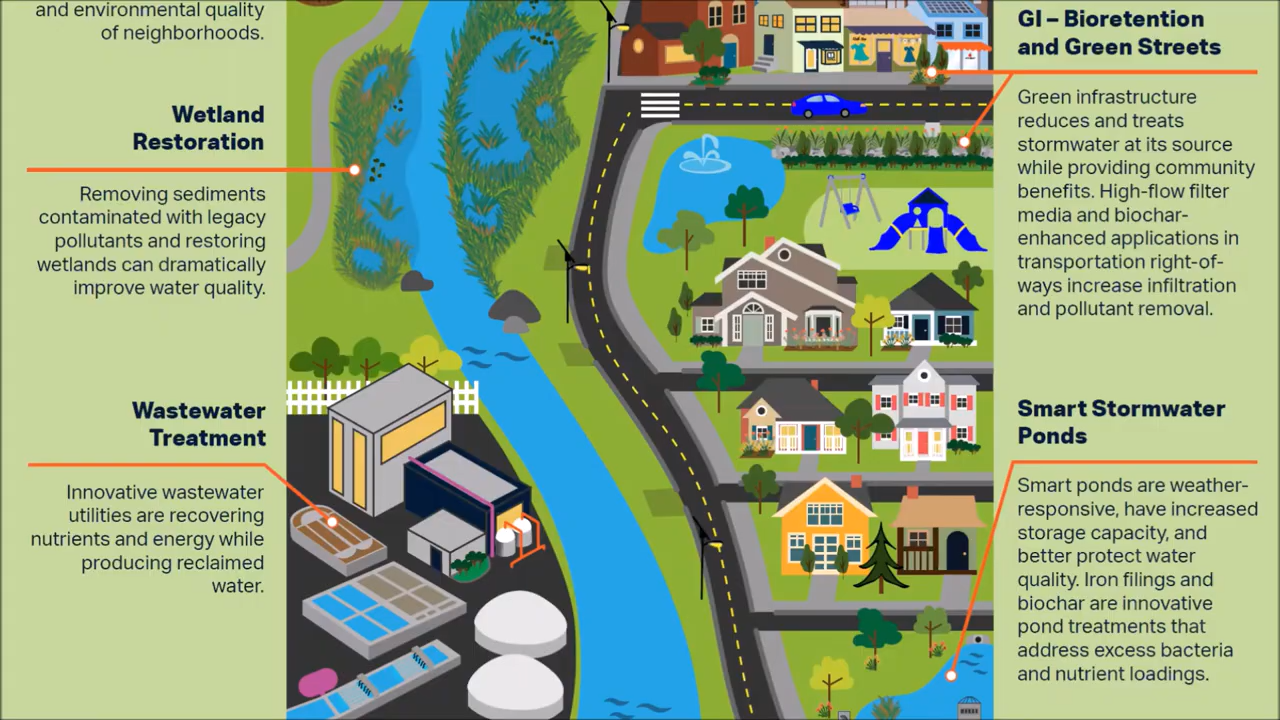 and environmental quality
of neighborhoods.
Wetland
Restoration
Removing sediments
contaminated with legacy
pollutants and restoring
wetlands can dramatically
improve water quality.
Wastewater
Treatment
Innovative wastewater
utilities are recovering
nutrients and energy while
producing reclaimed
water.
GI – Bioretention
and Green Streets
Green infrastructure
reduces and treats
stormwater at its source
while providing community
benefits. High-flow filter
media and biochar-
enhanced applications in
transportation right-of-
ways increase infiltration
and pollutant removal.
Smart Stormwater
Ponds
Smart ponds are weather-
responsive, have increased
storage capacity, and
better protect water
quality. Iron filings and
biochar are innovative
pond treatments that
address excess bacteria
and nutrient loadings.